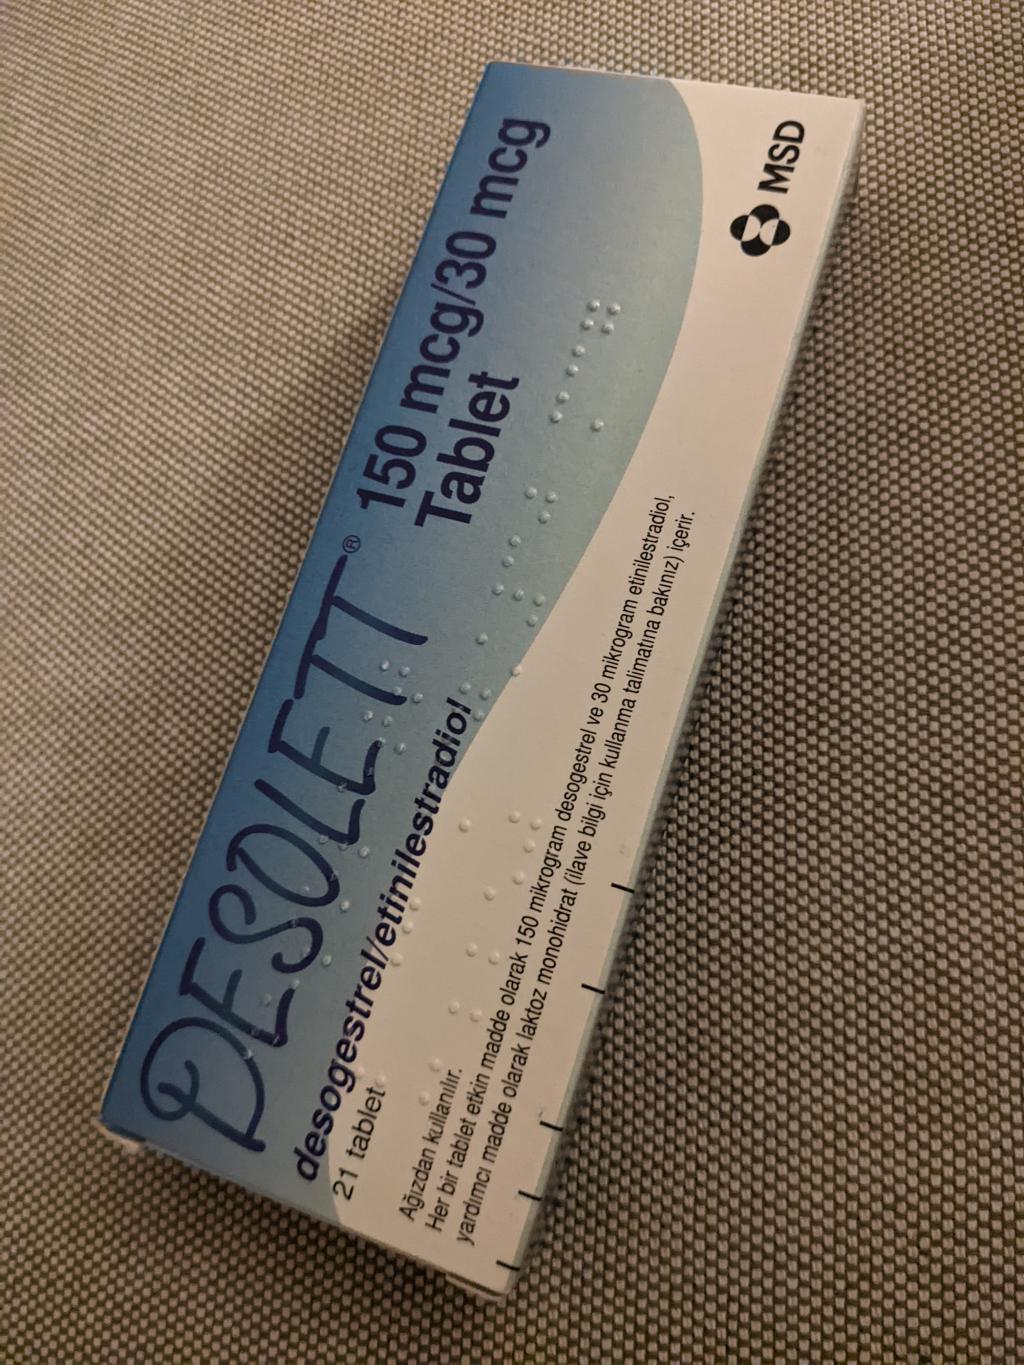 DESOLETT® 150 mcg/30 mcg
Tablet
desogestrel/etinilestradiol
21 tablet
Ağızdan kullanılır.
Her bir tablet etkin madde olarak 150 mikrogram desogestrel ve 30 mikrogram etinilestradiol,
yardımcı madde olarak laktoz monohidrat (ilave bilgi için kullanma talimatına bakınız) içerir.
MSD